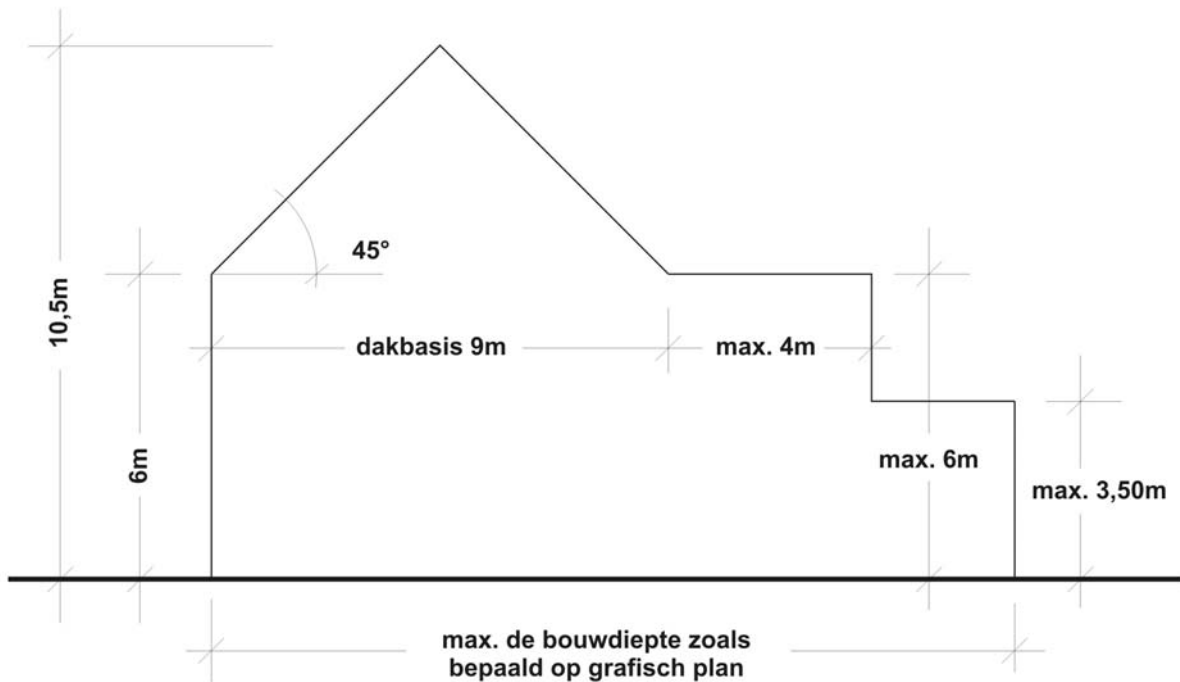 45°
10,5m
dakbasis 9m
max. 4m
6m
max. 6m
max. 3,50m
max. de bouwdiepte zoals
bepaald op grafisch plan